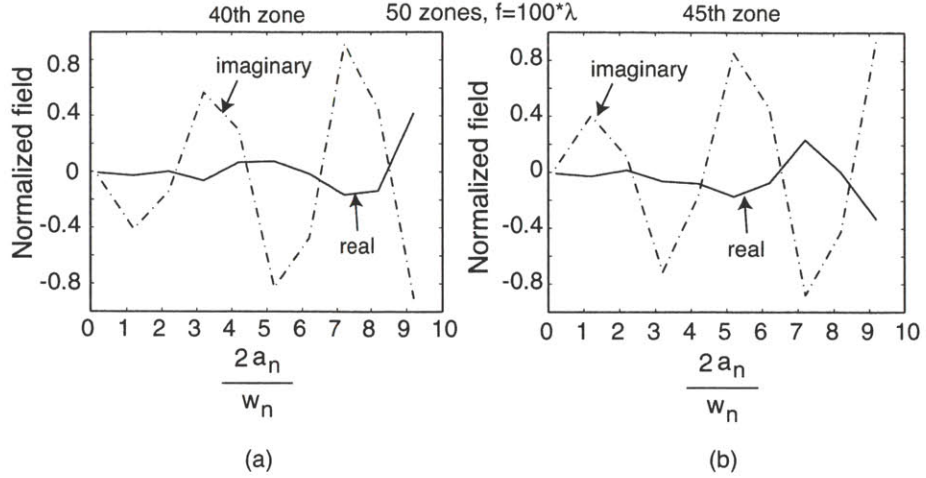 40th zone
50 zones, f=100*λ
45th zone
Normalized field
0.8
0.4
0
-0.4
-0.8
imaginary
real
0 1 2 3 4 5 6 7 8 9 10
2 a_n
w_n
(a)
Normalized field
0.8
0.4
0
-0.4
-0.8
imaginary
real
0 1 2 3 4 5 6 7 8 9 10
2 a_n
w_n
(b)